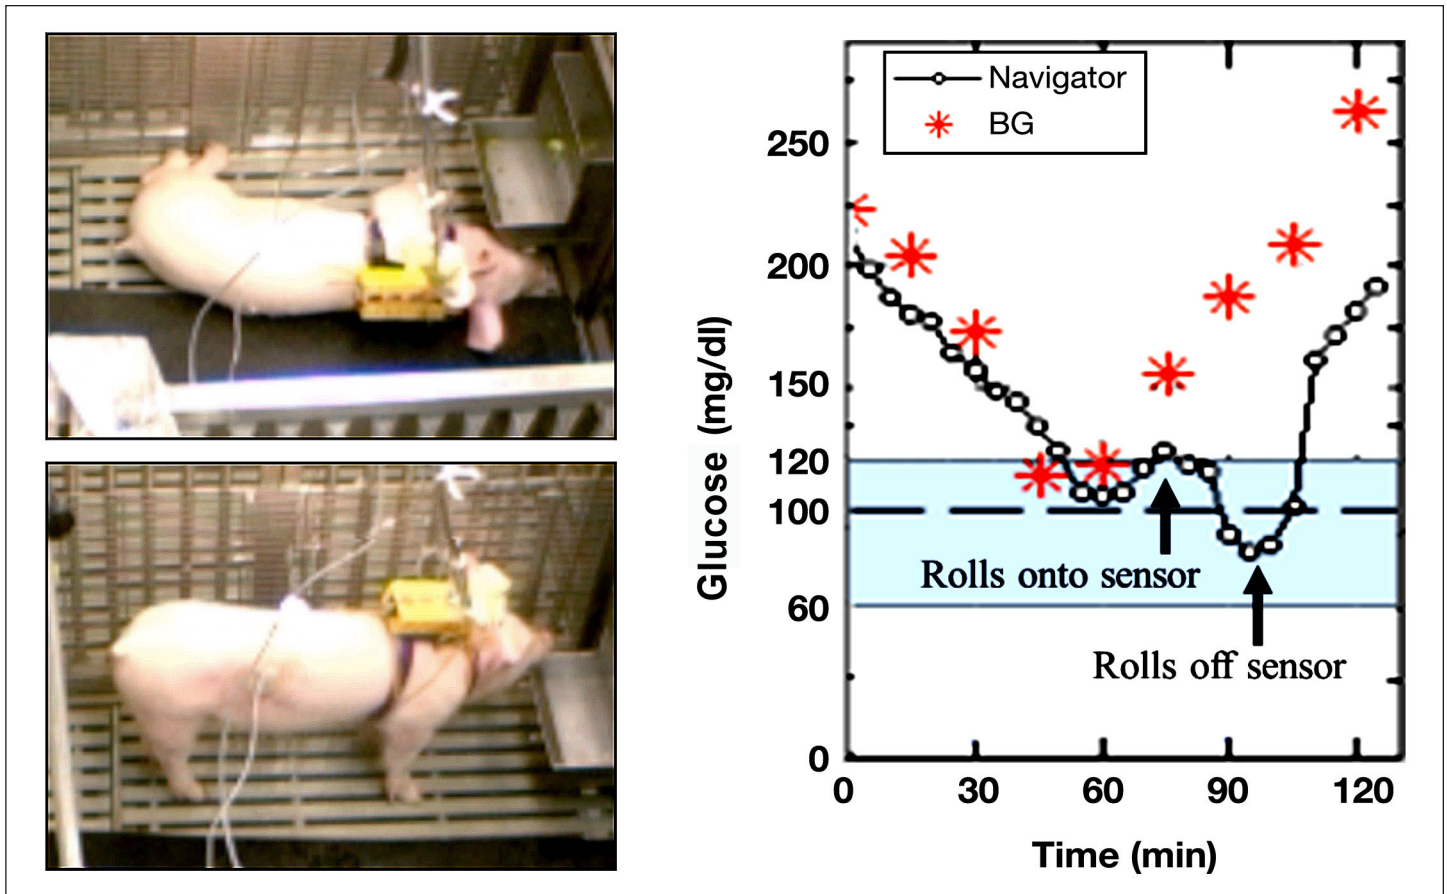 Navigator
BG
250
200
150
120
100
60
0
Glucose (mg/dl)
Rolls onto sensor
Rolls off sensor
0 30 60 90 120
Time (min)